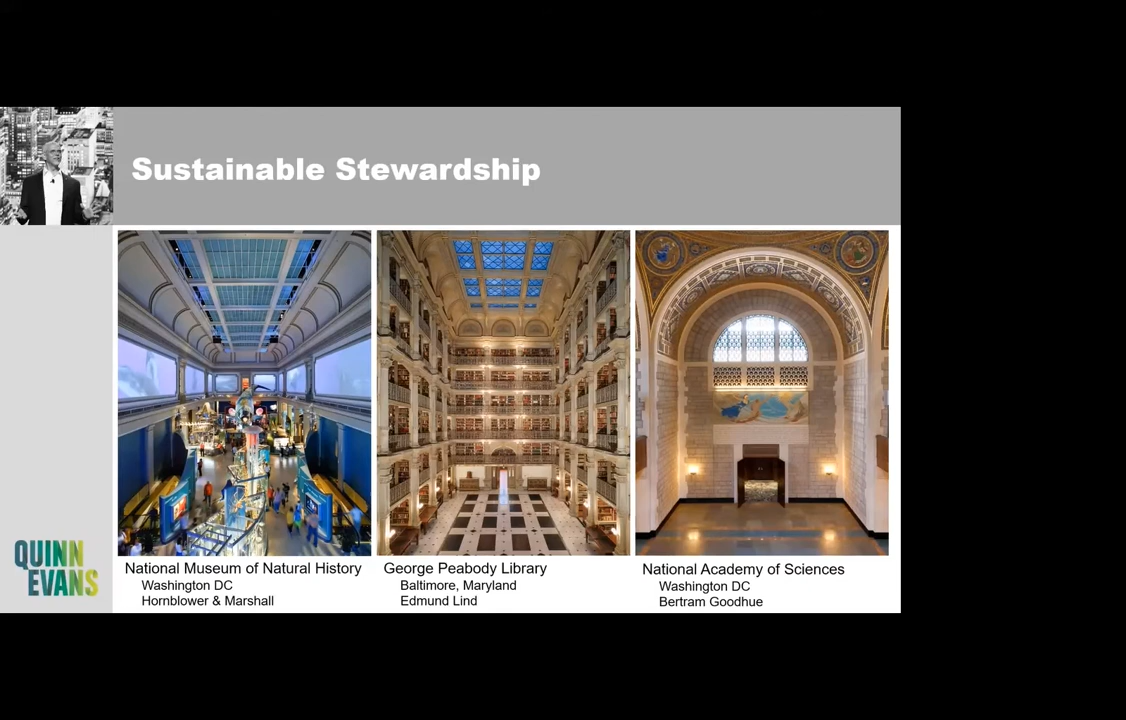 Sustainable Stewardship
National Museum of Natural History
Washington DC
Hornblower & Marshall
George Peabody Library
Baltimore, Maryland
Edmund Lind
National Academy of Sciences
Washington DC
Bertram Goodhue
QUINN
EVANS